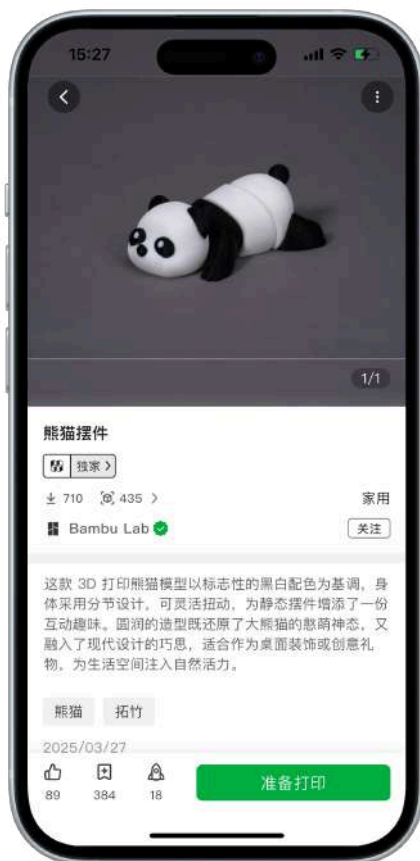 15:27
1/1
熊猫摆件
独家 >
710 435 >
家用
Bambu Lab
关注
这款 3D 打印熊猫模型以标志性的黑白配色为基调，身
体采用分节设计，可灵活扭动，为静态摆件增添了一份
互动趣味。圆润的造型既还原了大熊猫的憨萌神态，又
融入了现代设计的巧思，适合作为桌面装饰或创意礼
物，为生活空间注入自然活力。
熊猫 拓竹
2025/03/27
89 384 18
准备打印